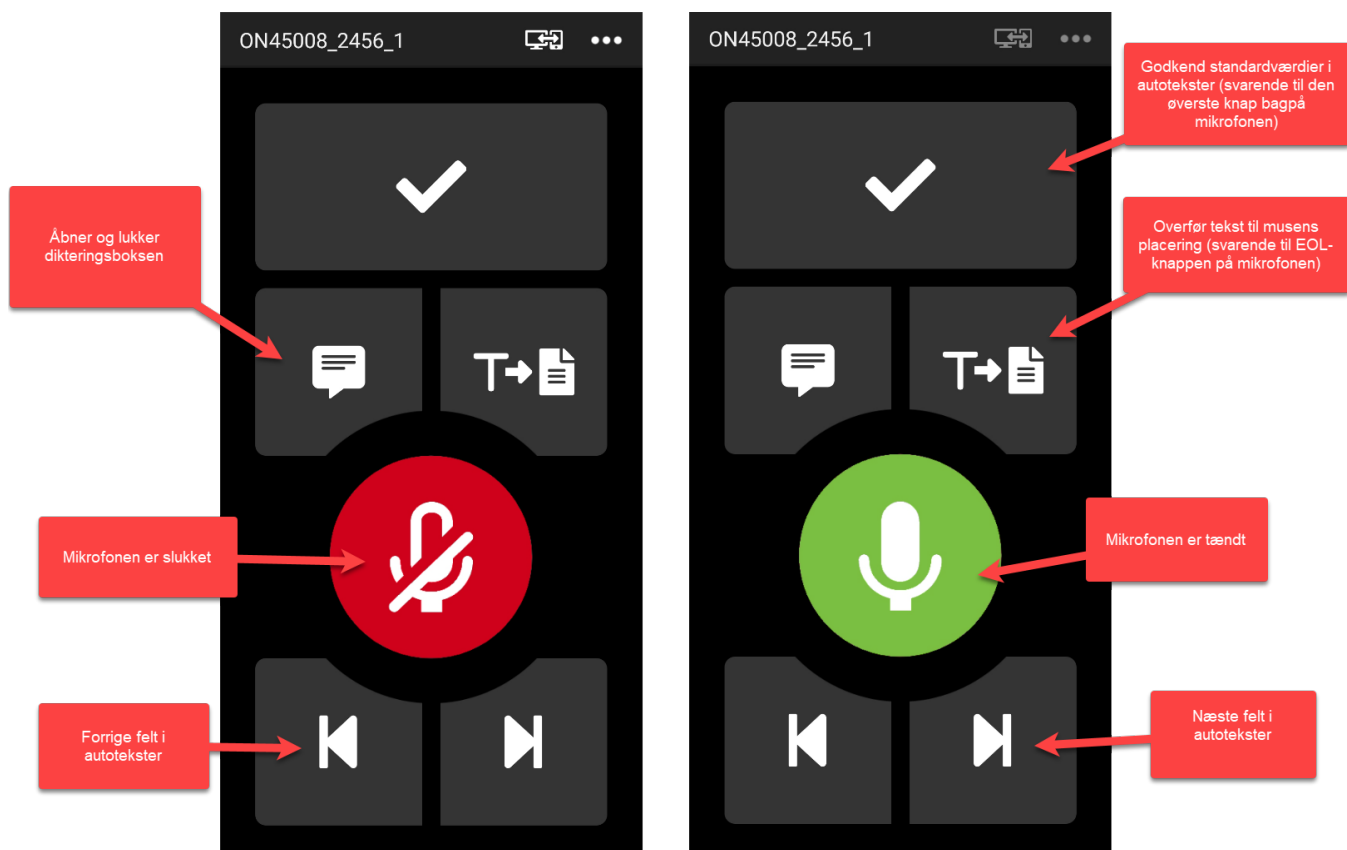 ON45008_2456_1
ON45008_2456_1
Godkend standardværdier i
autotekster (svarende til den
øverste knap bagpå
mikrofonen)
Åbner og lukker
dikteringsboksen
Overfør tekst til musens
placering (svarende til EOL-
knappen på mikrofonen)
T
T
Mikrofonen er slukket
Mikrofonen er tændt
Forrige felt i
autotekster
Næste felt i
autotekster